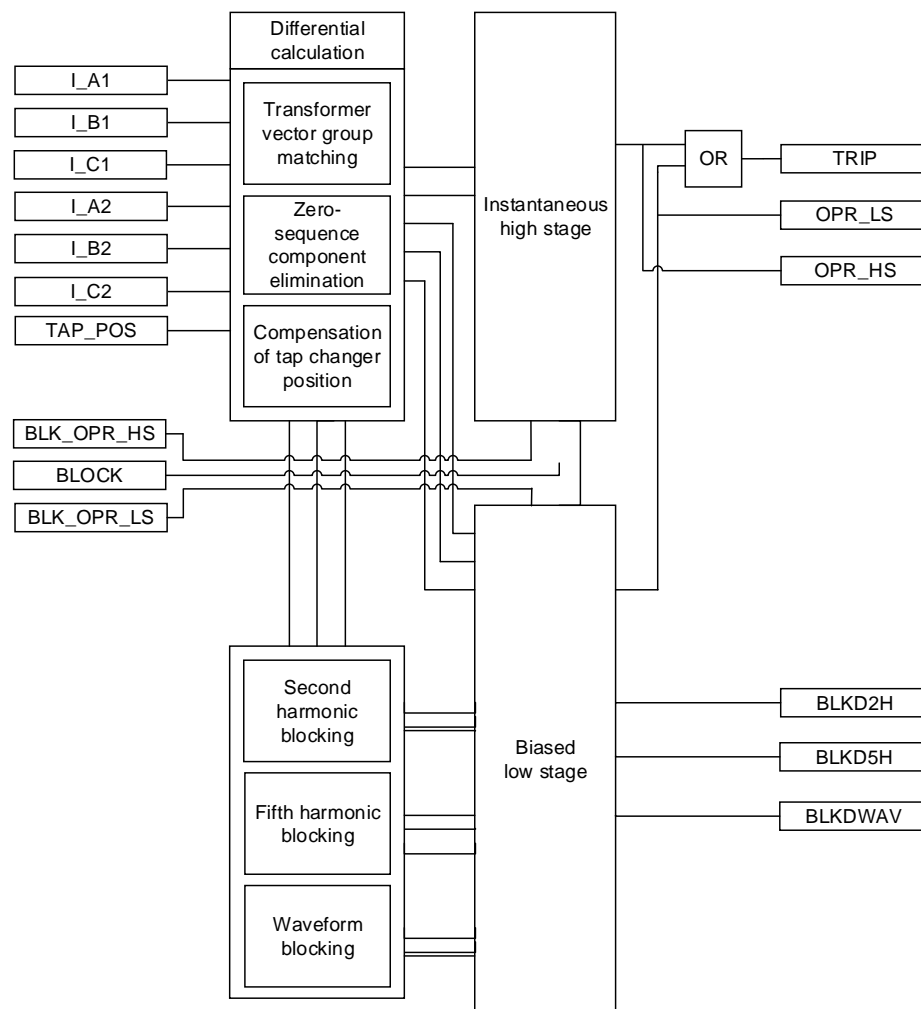 Differential
calculation
I_A1
I_B1
I_C1
I_A2
I_B2
I_C2
TAP_POS
BLK_OPR_HS
BLOCK
BLK_OPR_LS
Transformer
vector group
matching
Zero-
sequence
component
elimination
Compensation
of tap changer
position
Instantaneous
high stage
OR
TRIP
OPR_LS
OPR_HS
Second
harmonic
blocking
Fifth harmonic
blocking
Waveform
blocking
Biased
low stage
BLKD2H
BLKD5H
BLKDWAV